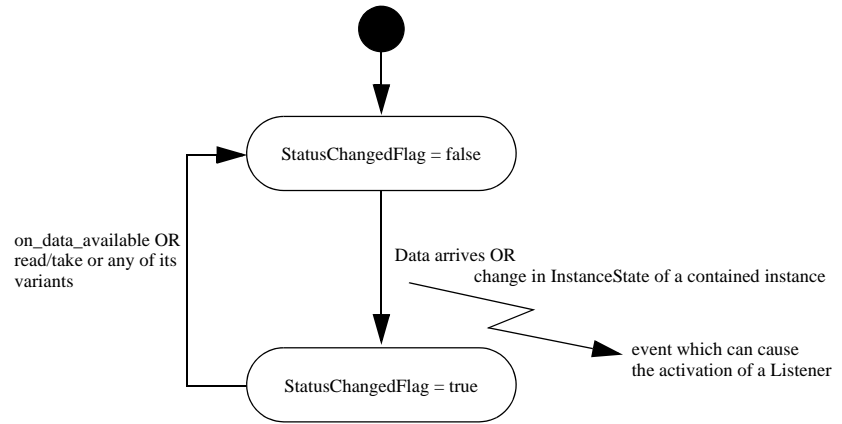 StatusChangedFlag = false
on_data_available OR
read/take or any of its
variants
Data arrives OR
change in InstanceState of a contained instance
event which can cause
the activation of a Listener
StatusChangedFlag = true